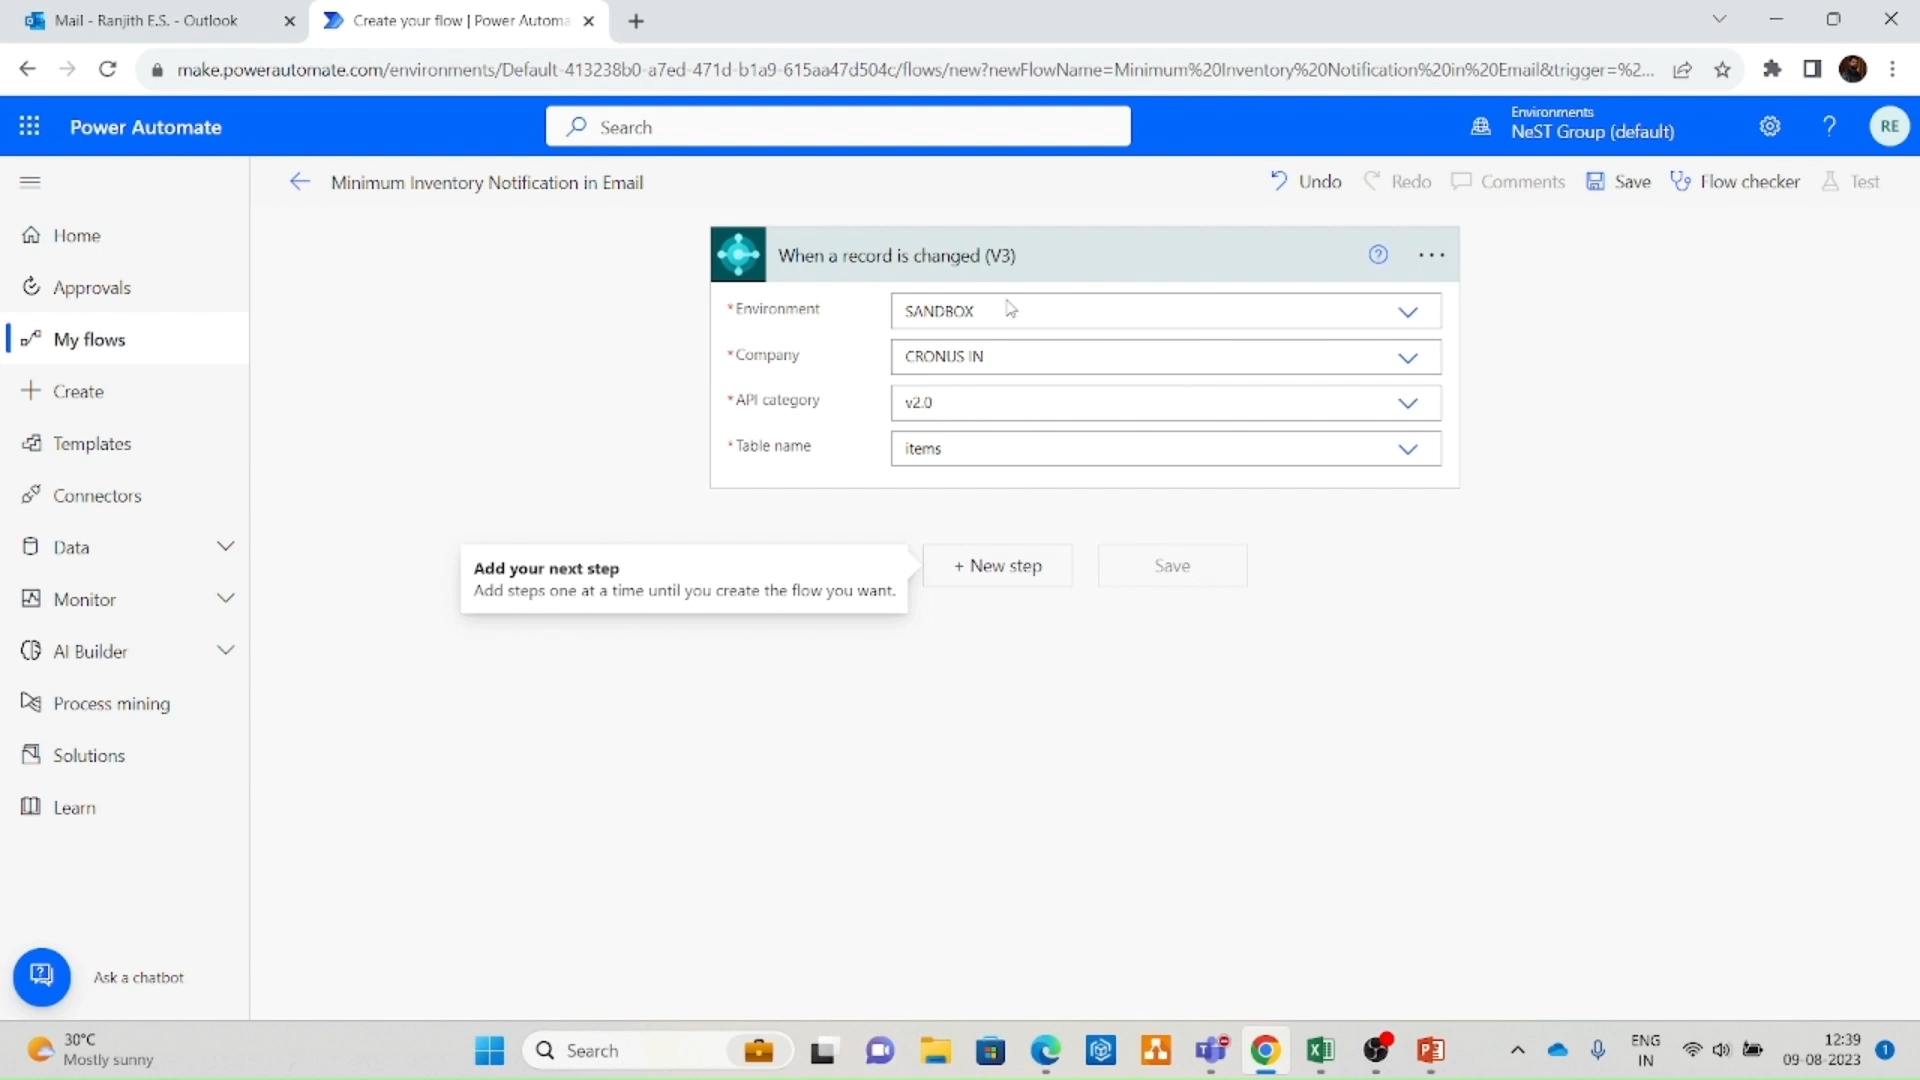 Mail - Ranjith E.S. - Outlook
Create your flow | Power Automa
make.powerautomate.com/environments/Default-413238b0-a7ed-471d-b1a9-615aa47d504c/flows/new?newFlowName=Minimum%20Inventory%20Notification%20in%20Email&trigger=%2...
Power Automate
Search
Environments
NeST Group (default)
RE
Minimum Inventory Notification in Email
Undo
Redo
Comments
Save
Flow checker
Test
Home
Approvals
My flows
Create
Templates
Connectors
Data
Monitor
AI Builder
Process mining
Solutions
Learn
Ask a chatbot
When a record is changed (V3)
*Environment
SANDBOX
*Company
CRONUS IN
*API category
v2.0
*Table name
items
Add your next step
Add steps one at a time until you create the flow you want.
+ New step
Save
30°C
Mostly sunny
Search
ENG
IN
12:39
09-08-2023
1